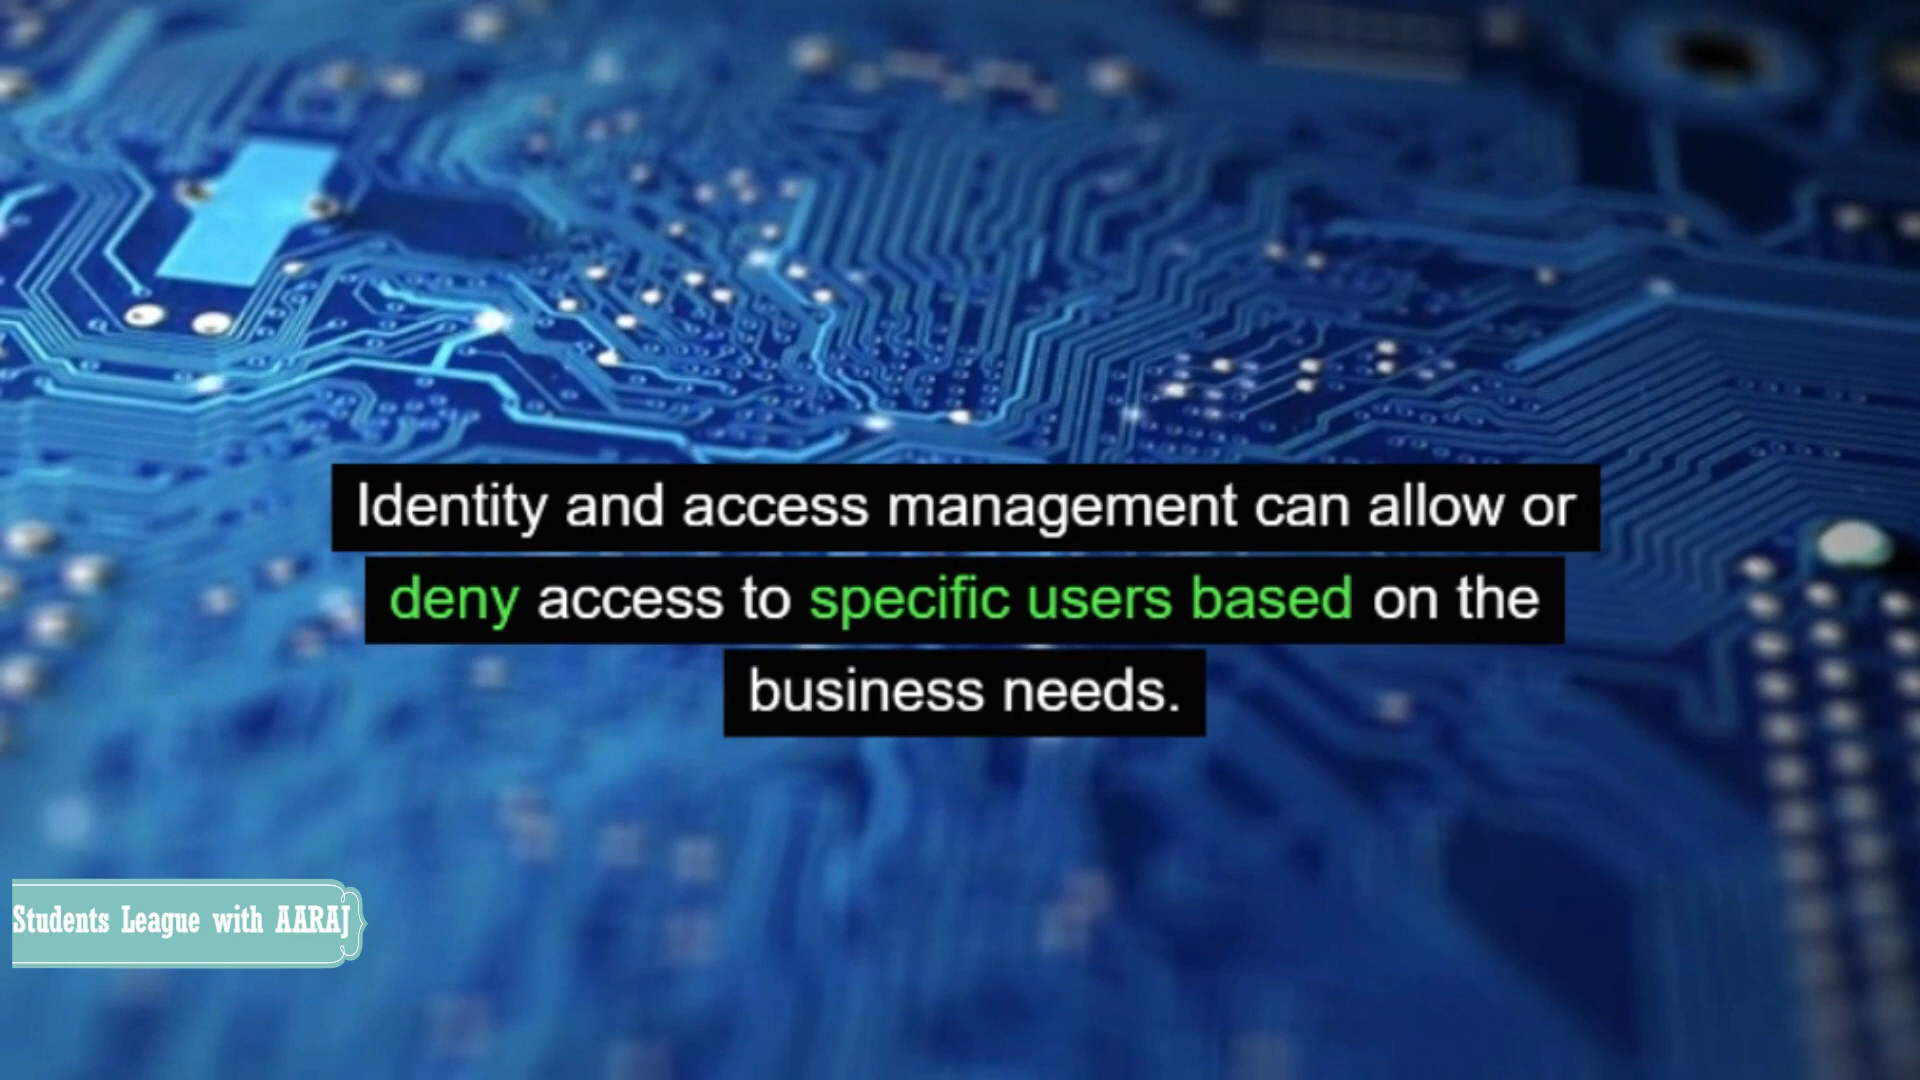 Identity and access management can allow or
deny access to specific users based on the
business needs.
Students League with AARAJ